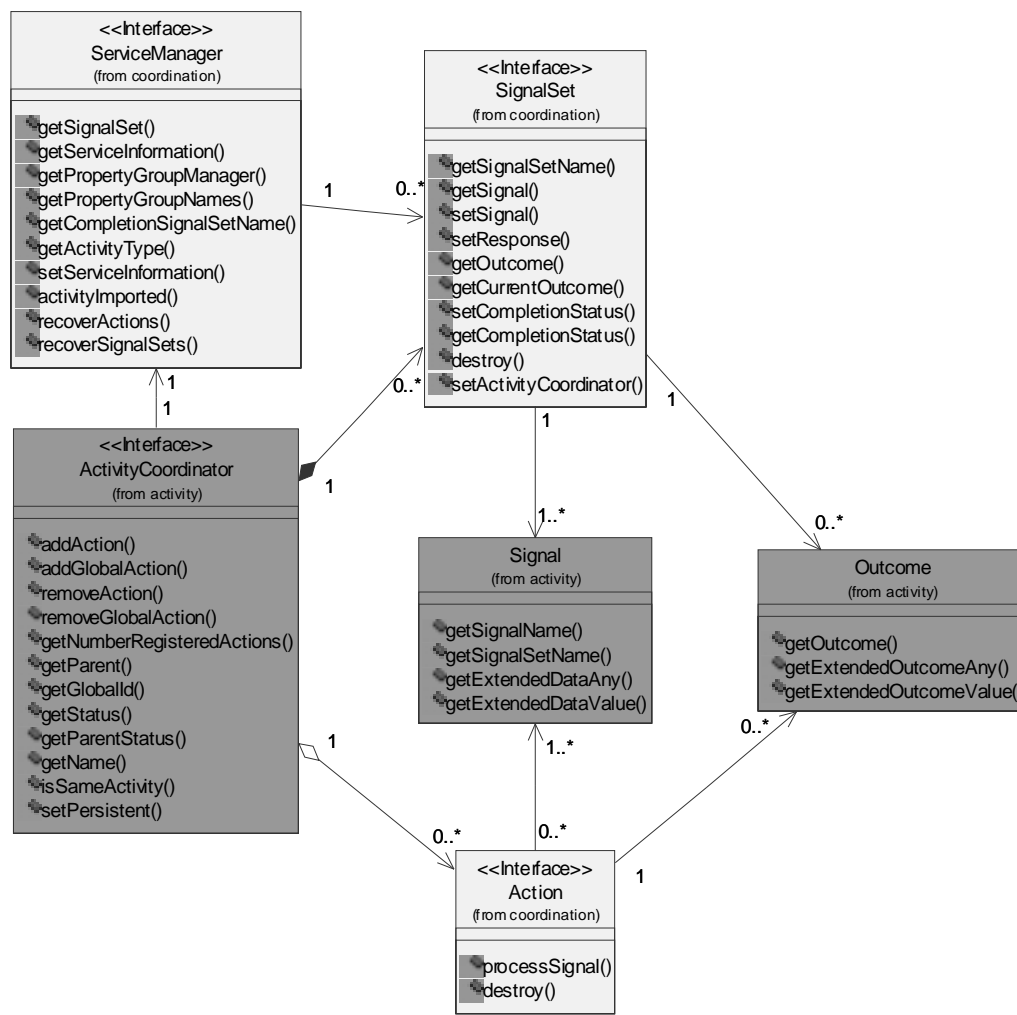 <<Interface>>
ServiceManager
(from coordination)
getSignalSet()
getServiceInformation()
getPropertyGroupManager()
getPropertyGroupNames()
getCompletionSignalSetName()
getActivityType()
setServiceInformation()
activityImported()
recoverActions()
recoverSignalSets()
<<Interface>>
SignalSet
(from coordination)
getSignalSetName()
getSignal()
setSignal()
setResponse()
getOutcome()
getCurrentOutcome()
setCompletionStatus()
getCompletionStatus()
destroy()
setActivityCoordinator()
1
0..*
1
1
0..*
1
1
1..*
1
0..*
<<Interface>>
ActivityCoordinator
(from activity)
addAction()
addGlobalAction()
removeAction()
removeGlobalAction()
getNumberRegisteredActions()
getParent()
getGlobalId()
getStatus()
getParentStatus()
getName()
isSameActivity()
setPersistent()
Signal
(from activity)
getSignalName()
getSignalSetName()
getExtendedDataAny()
getExtendedDataValue()
Outcome
(from activity)
getOutcome()
getExtendedOutcomeAny()
getExtendedOutcomeValue(
1
0..*
1..*
0..*
0..*
1
<<Interface>>
Action
(from coordination)
processSignal()
destroy()